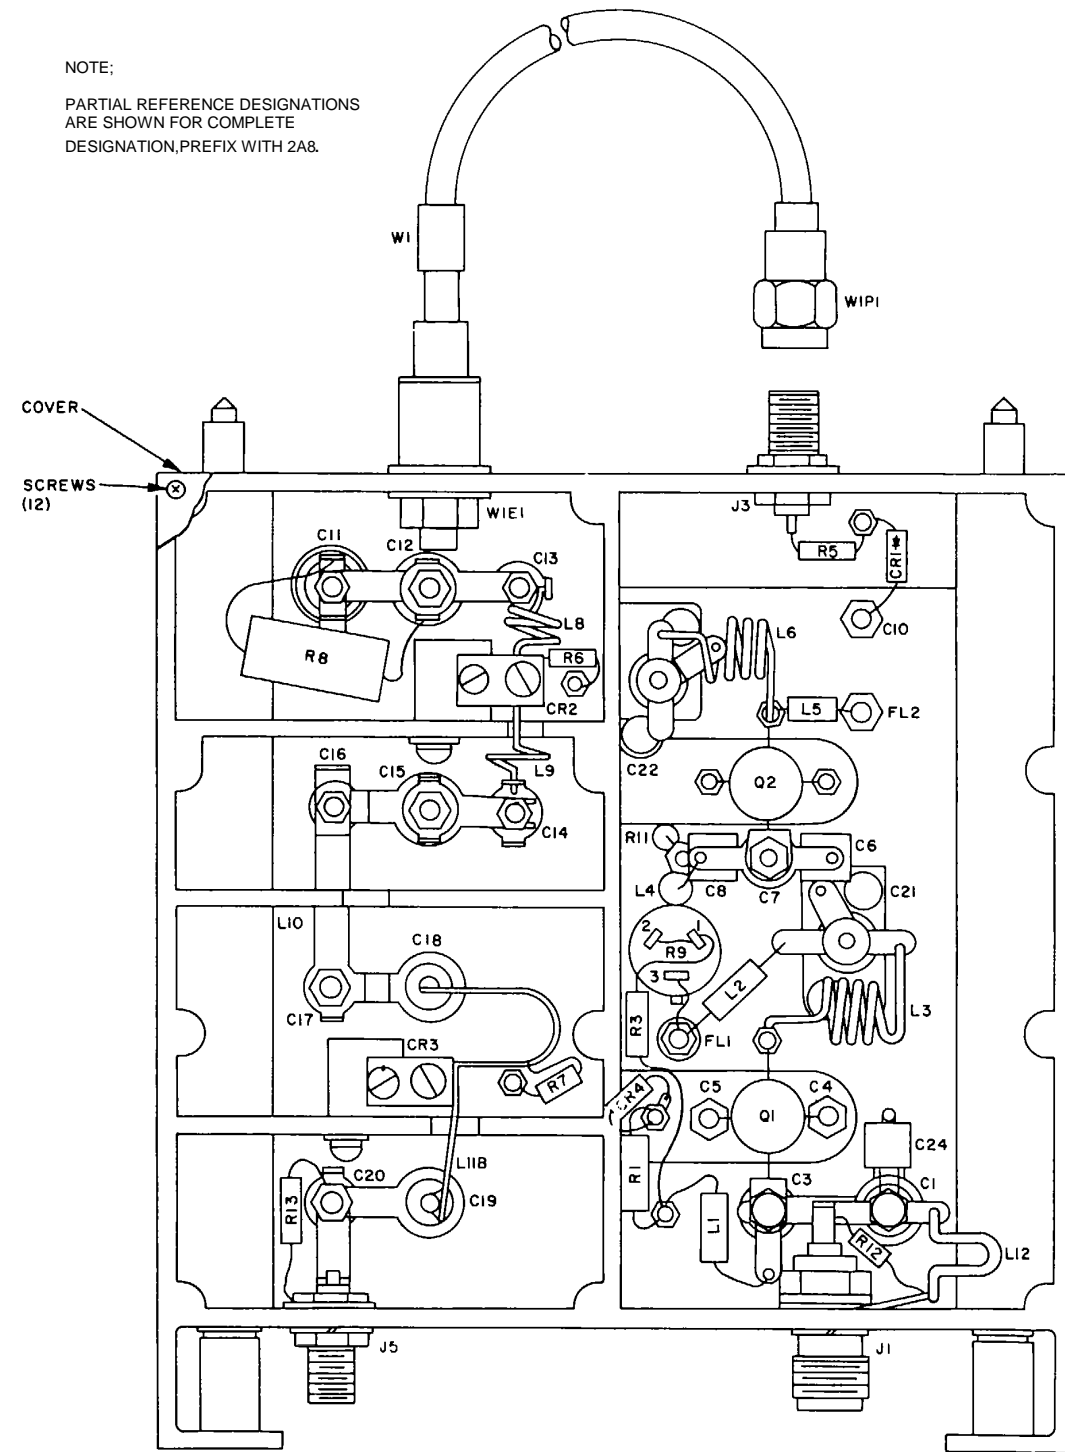 NOTE;
PARTIAL REFERENCE DESIGNATIONS
ARE SHOWN FOR COMPLETE
DESIGNATION,PREFIX WITH 2A8.
W1
W1P1
COVER
SCREWS
(12)
W1E1
J3
C11
C12
C13
R5
CR1
L8
C10
R8
R6
L6
CR2
L5
FL2
C16
C15
L9
C22
Q2
C14
R11
C6
L4
C8
C7
C21
L10
C18
2
1
R9
3
L2
C17
R3
FL1
L3
CR3
R7
CR4
C5
C4
Q1
C24
L11B
R1
C20
C3
C1
R13
C19
L1
R12
L12
J5
J1